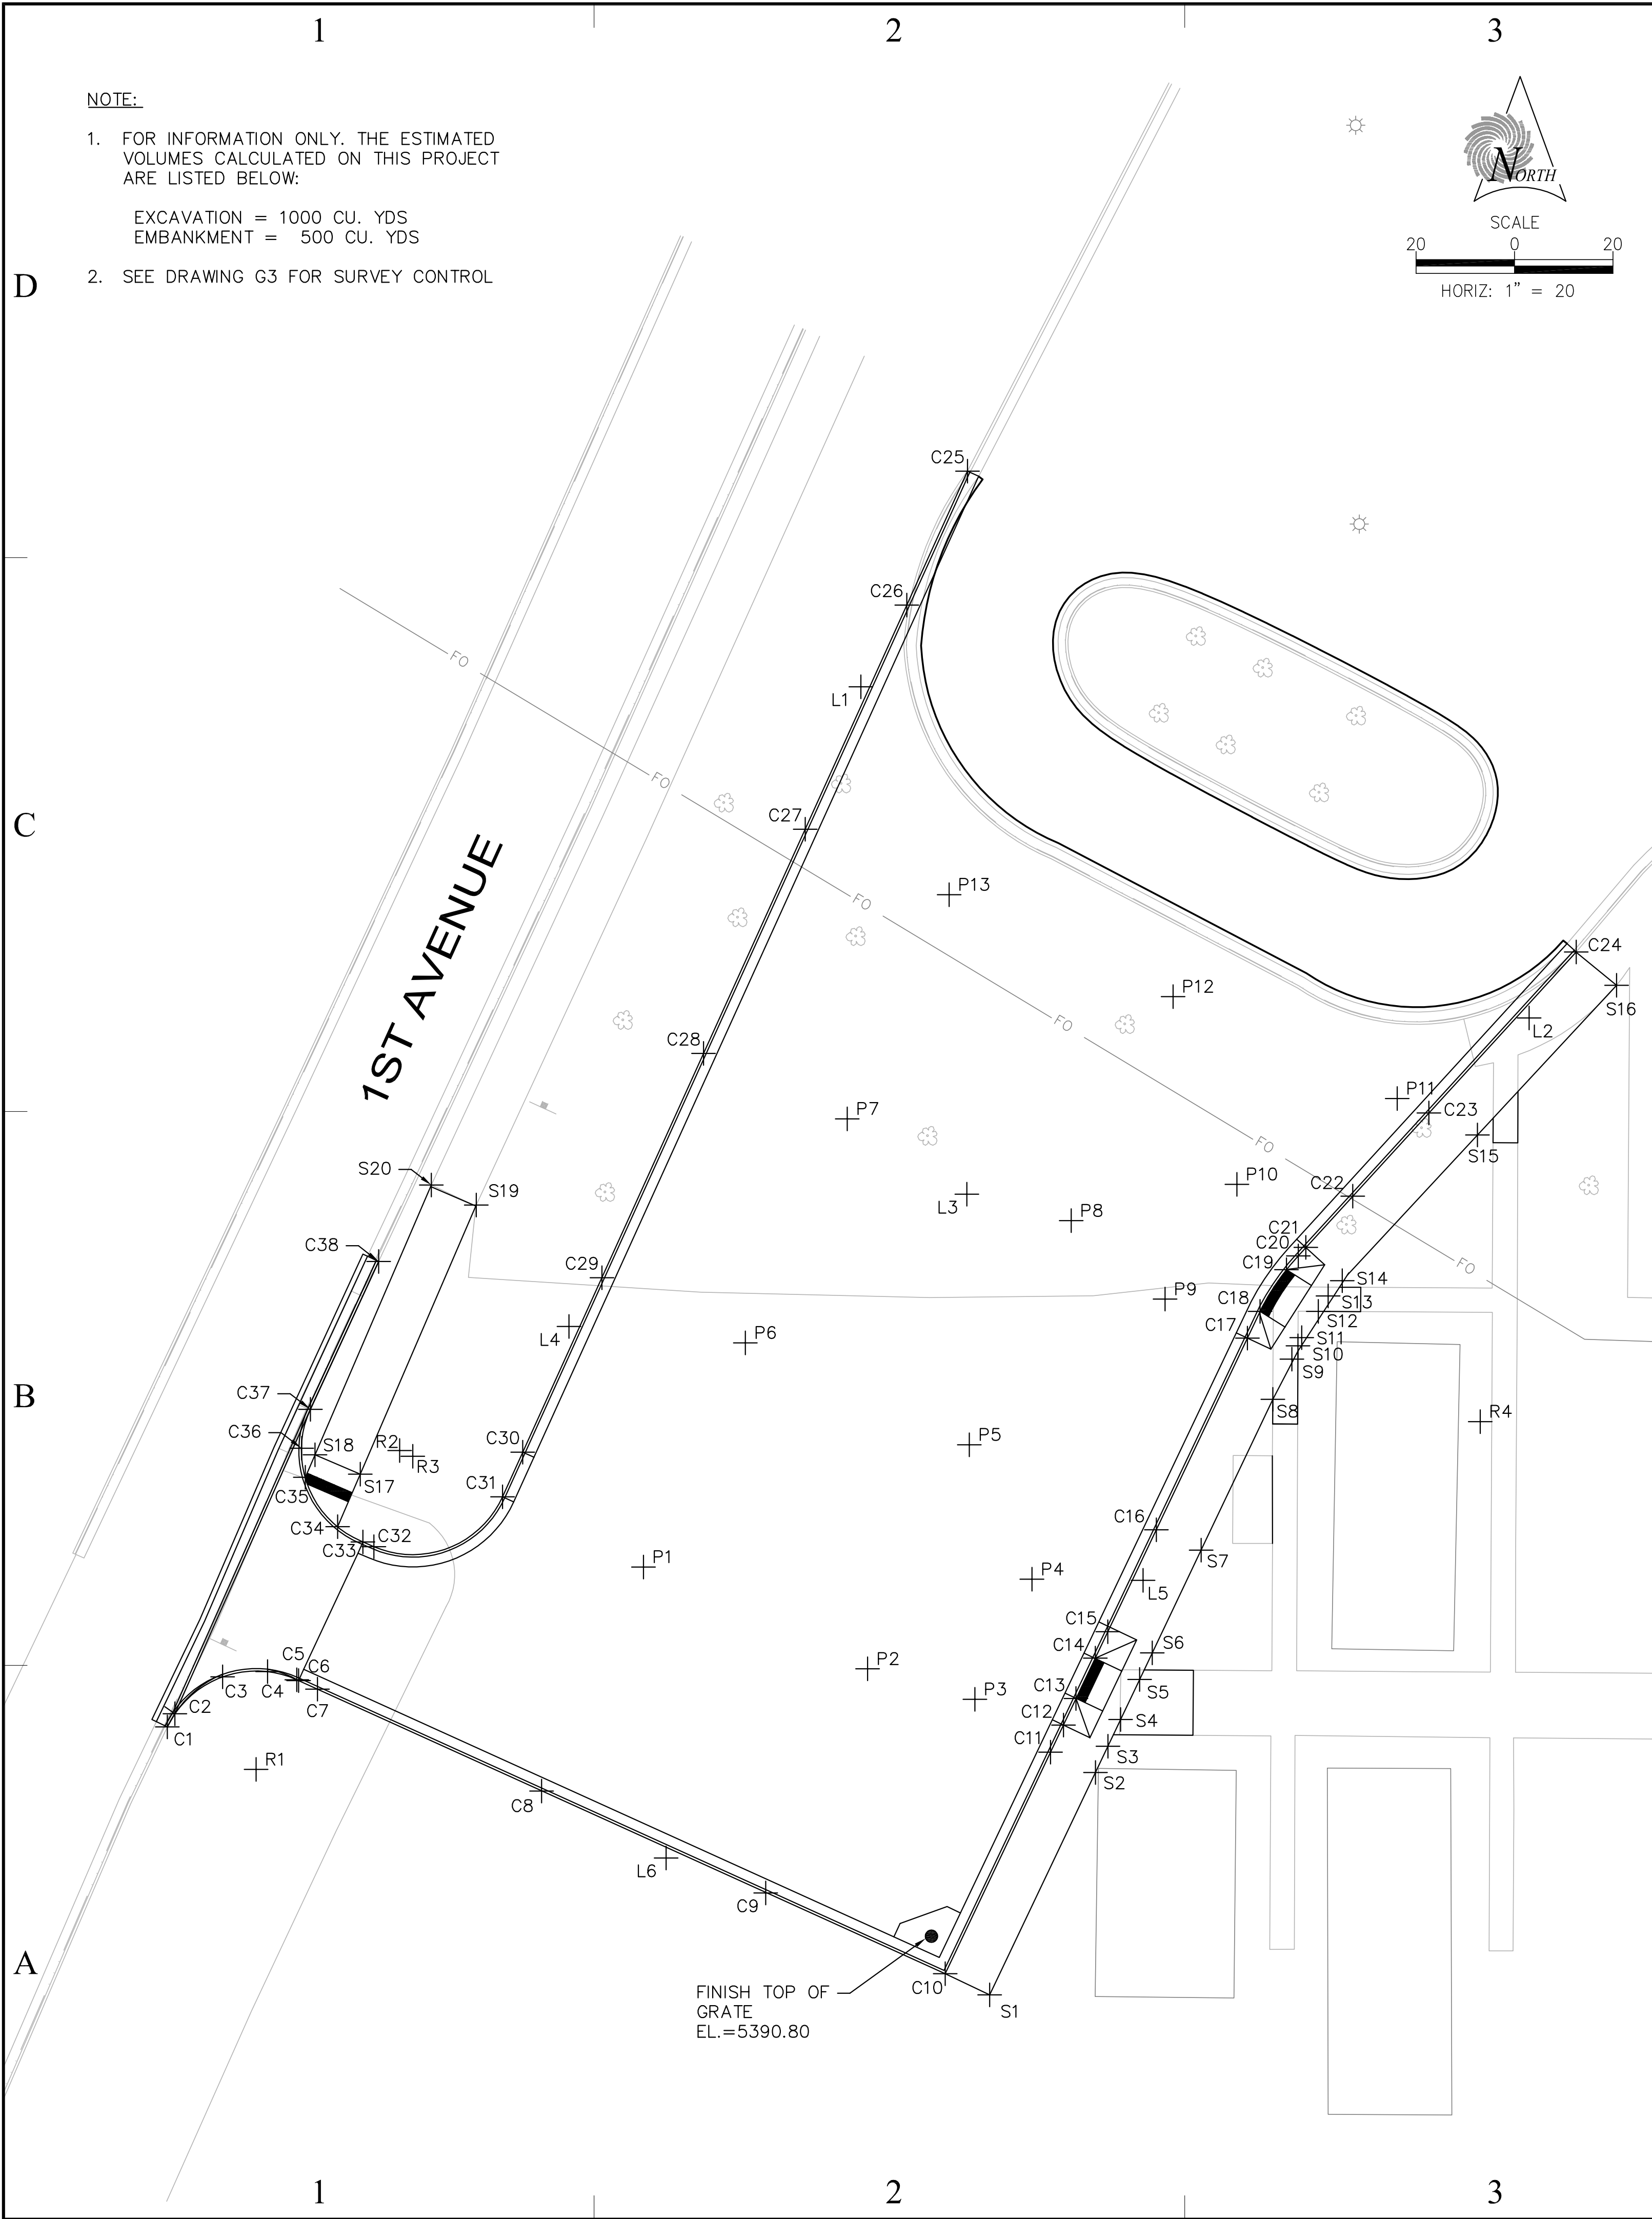 1
2
3
NOTE:
1. FOR INFORMATION ONLY. THE ESTIMATED
VOLUMES CALCULATED ON THIS PROJECT
ARE LISTED BELOW:
EXCAVATION = 1000 CU. YDS
EMBANKMENT = 500 CU. YDS
2. SEE DRAWING G3 FOR SURVEY CONTROL
NORTH
SCALE
20 0 20
HORIZ: 1" = 20
D
C25
C26
FO
L1
FO
C27
C
1ST AVENUE
P13
FO
C24
S16
P12
L2
FO
C28
P11
C23
P7
S15
FO
S20
S19
L3
P10
C22
P8
C38
C21
C20
C19
FO
C29
S14
P9
S13
C18
S12
L4
C17
P6
S11
S10
S9
C37
B
S8
R4
C36
S18
R2
R3
C30
P5
S17
C35
C31
C34
C32
C33
C16
S7
P1
P4
L5
C15
C14
S6
C5
C6
P2
C4
C3
C7
S5
C13
P3
C2
C12
S4
C1
C11
S3
R1
S2
C8
L6
C9
A
C10
FINISH TOP OF
GRATE
EL.=5390.80
S1
1
2
3